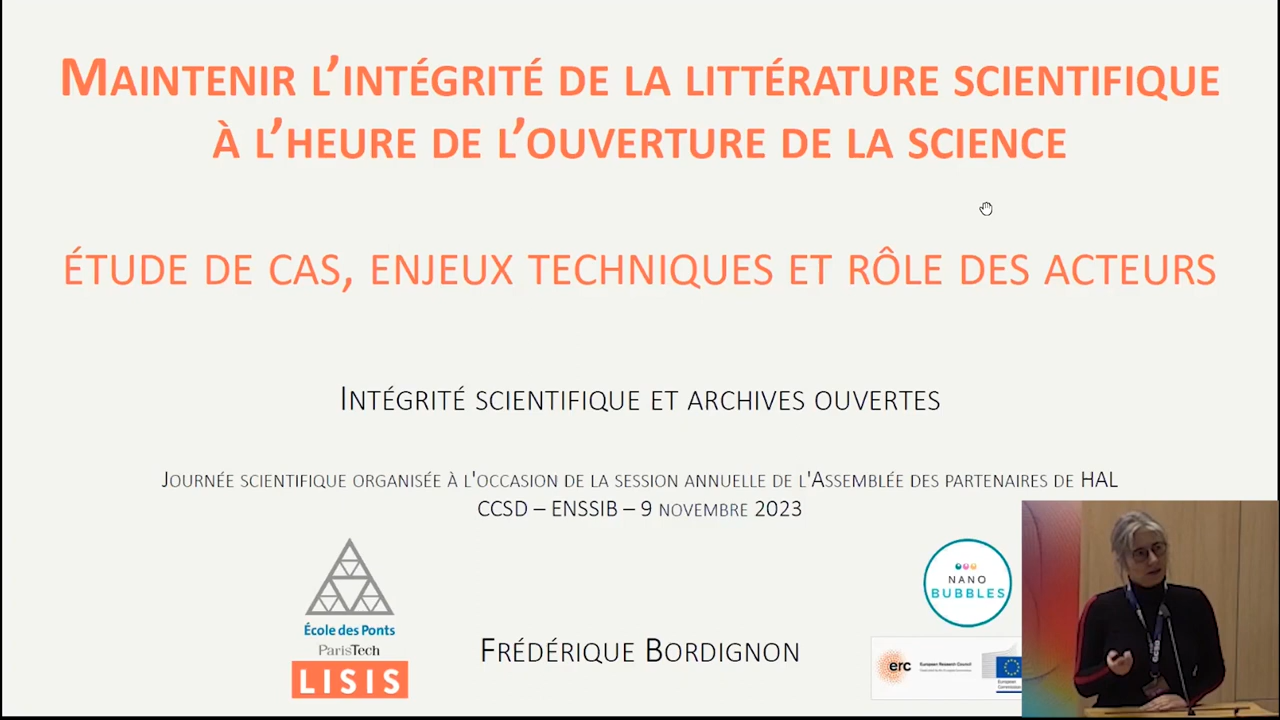 MAINTENIR L'INTÉGRITÉ DE LA LITTÉRATURE SCIENTIFIQUE
À L'HEURE DE L'OUVERTURE DE LA SCIENCE
ÉTUDE DE CAS, ENJEUX TECHNIQUES ET RÔLE DES ACTEURS
INTÉGRITÉ SCIENTIFIQUE ET ARCHIVES OUVERTES
JOURNÉE SCIENTIFIQUE ORGANISÉE À L'OCCASION DE LA SESSION ANNUELLE DE L'ASSEMBLÉE DES PARTENAIRES DE HAL
CCSD – ENSSIB – 9 NOVEMBRE 2023
École des Ponts
ParisTech
LISIS
FRÉDÉRIQUE BORDIGNON
NANO
BUBBLES
erc
European Research Council
European
Commission